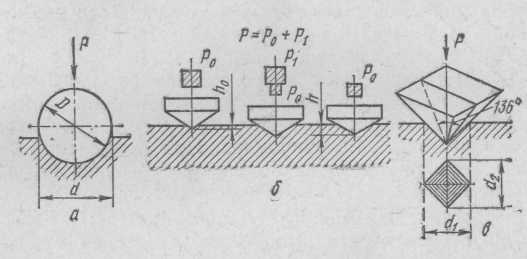 P
D
d
а
P=P₀+P₁
P₀
h₀
P₁
P₀
h
P₀
б
P
136°
d₂
d₁
в